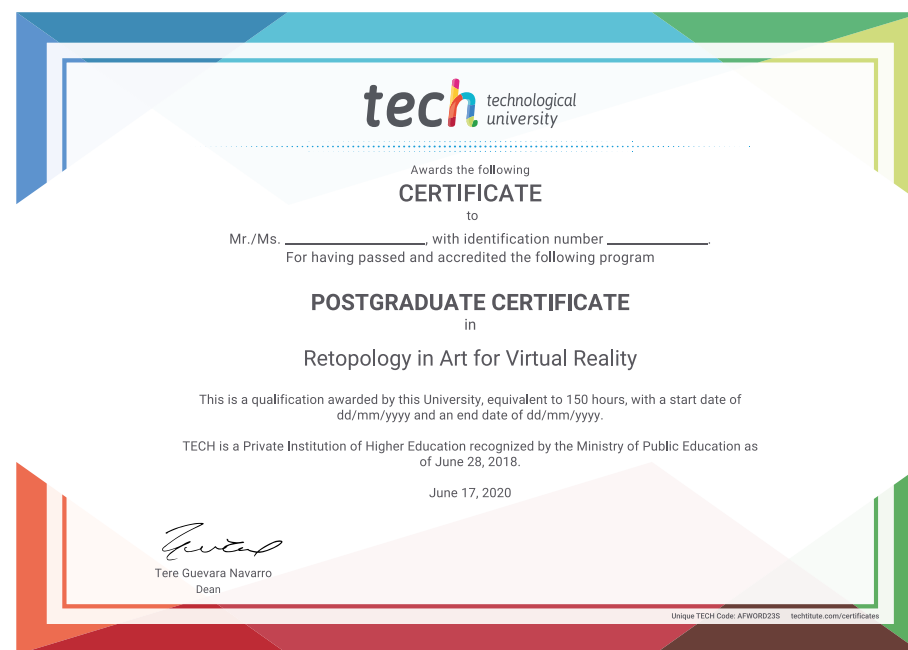 tech technological
university
Awards the following
CERTIFICATE
to
Mr./Ms. ____________________, with identification number ______________.
For having passed and accredited the following program
POSTGRADUATE CERTIFICATE
in
Retopology in Art for Virtual Reality
This is a qualification awarded by this University, equivalent to 150 hours, with a start date of
dd/mm/yyyy and an end date of dd/mm/yyyy.
TECH is a Private Institution of Higher Education recognized by the Ministry of Public Education as
of June 28, 2018.
June 17, 2020
Tere Guevara Navarro
Dean
Unique TECH Code: AFWORD23S techtitute.com/certificates